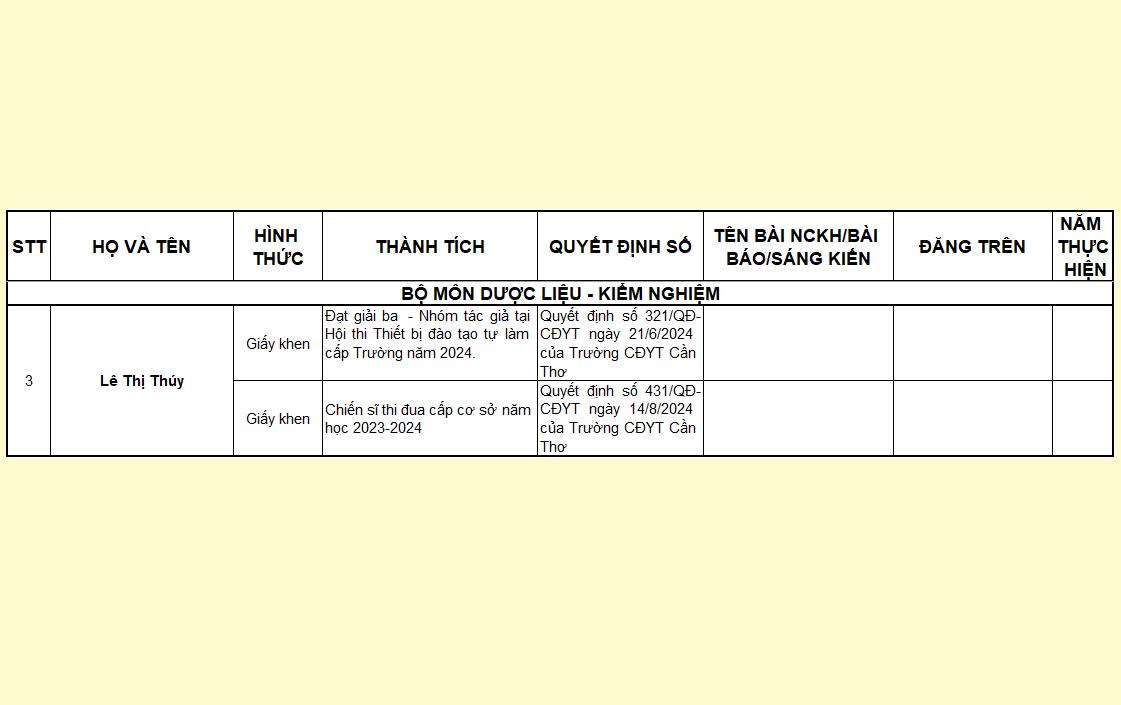 STT
HỌ VÀ TÊN
HÌNH
THỨC
THÀNH TÍCH
QUYẾT ĐỊNH SỐ
TÊN BÀI NCKH/BÀI
BÁO/SÁNG KIẾN
ĐĂNG TRÊN
NĂM
THỰC
HIỆN
BỘ MÔN DƯỢC LIỆU - KIỂM NGHIỆM
3
Lê Thị Thúy
Giấy khen
Đạt giải ba - Nhóm tác giả tại
Hội thi Thiết bị đào tạo tự làm
cấp Trường năm 2024.
Quyết định số 321/QĐ-
CĐYT ngày 21/6/2024
của Trường CĐYT Cần
Thơ
Giấy khen
Chiến sĩ thi đua cấp cơ sở năm
học 2023-2024
Quyết định số 431/QĐ-
CĐYT ngày 14/8/2024
của Trường CĐYT Cần
Thơ